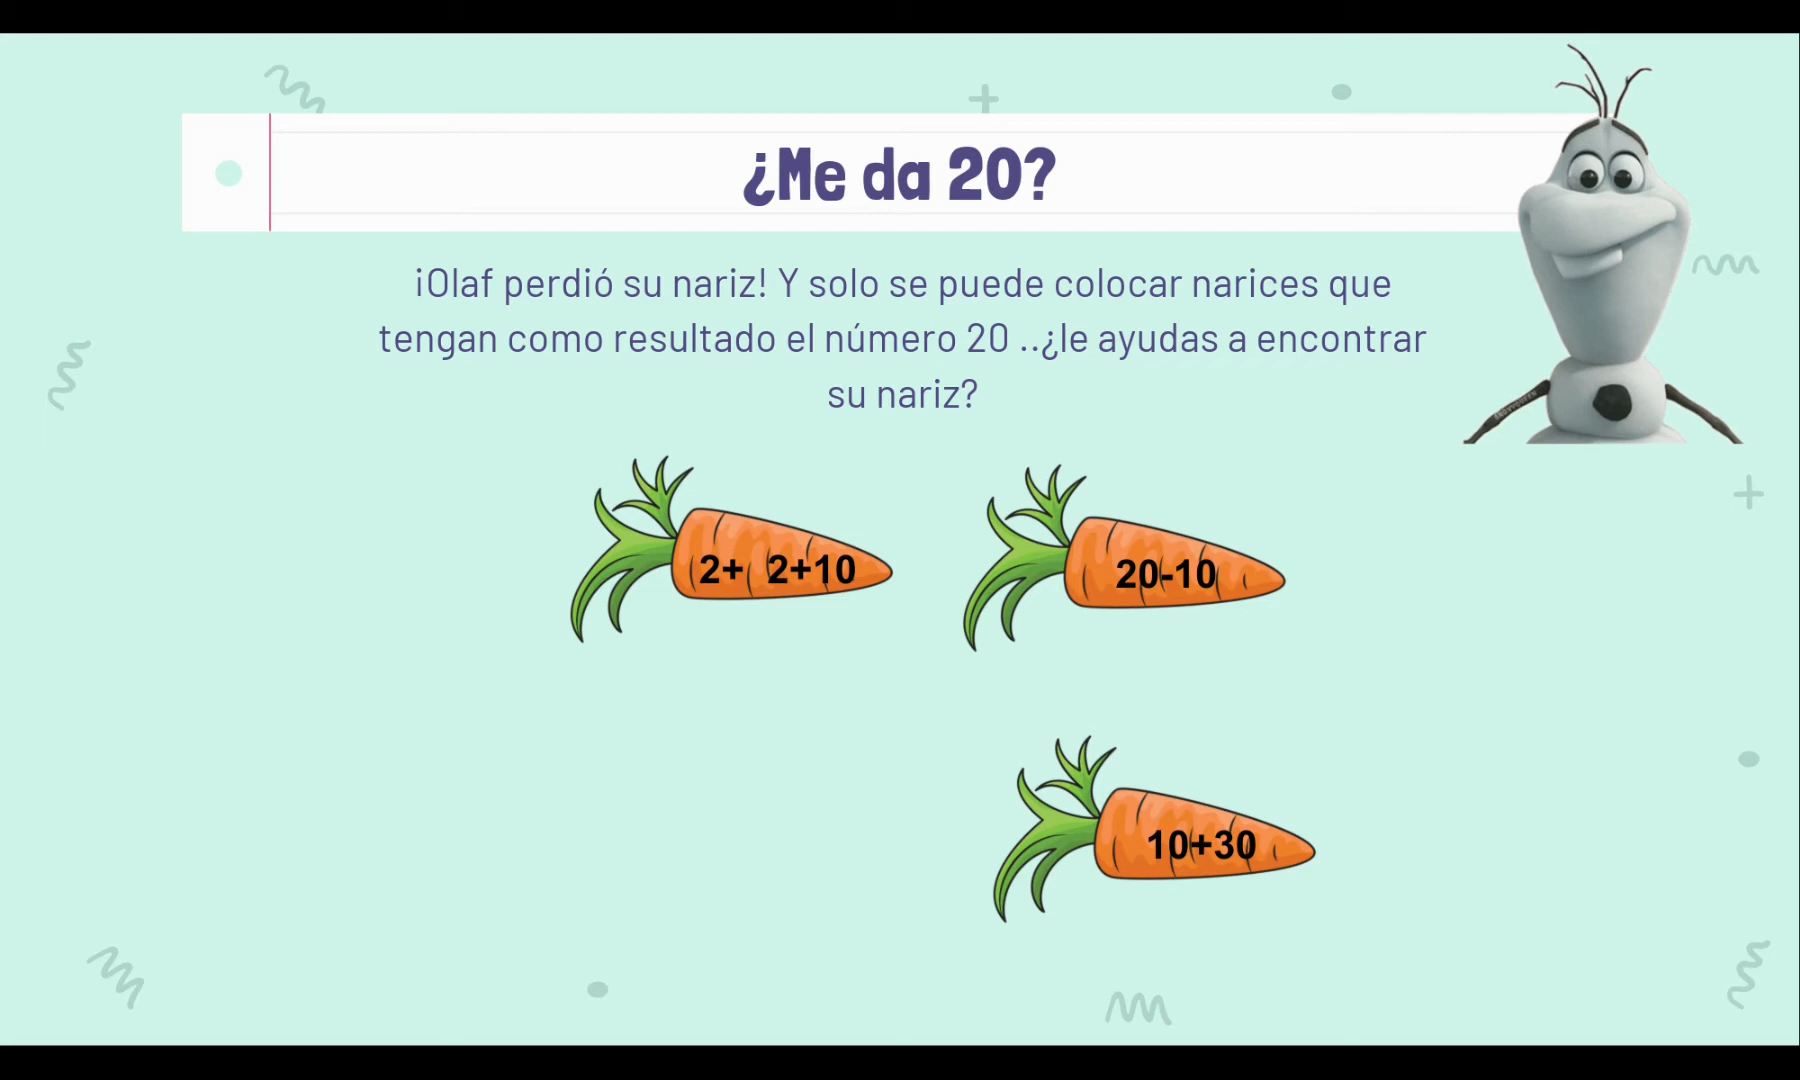 ¿Me da 20?
¡Olaf perdió su nariz! Y solo se puede colocar narices que
tengan como resultado el número 20 ..¿le ayudas a encontrar
su nariz?
2+ 2+10
20-10
10+30